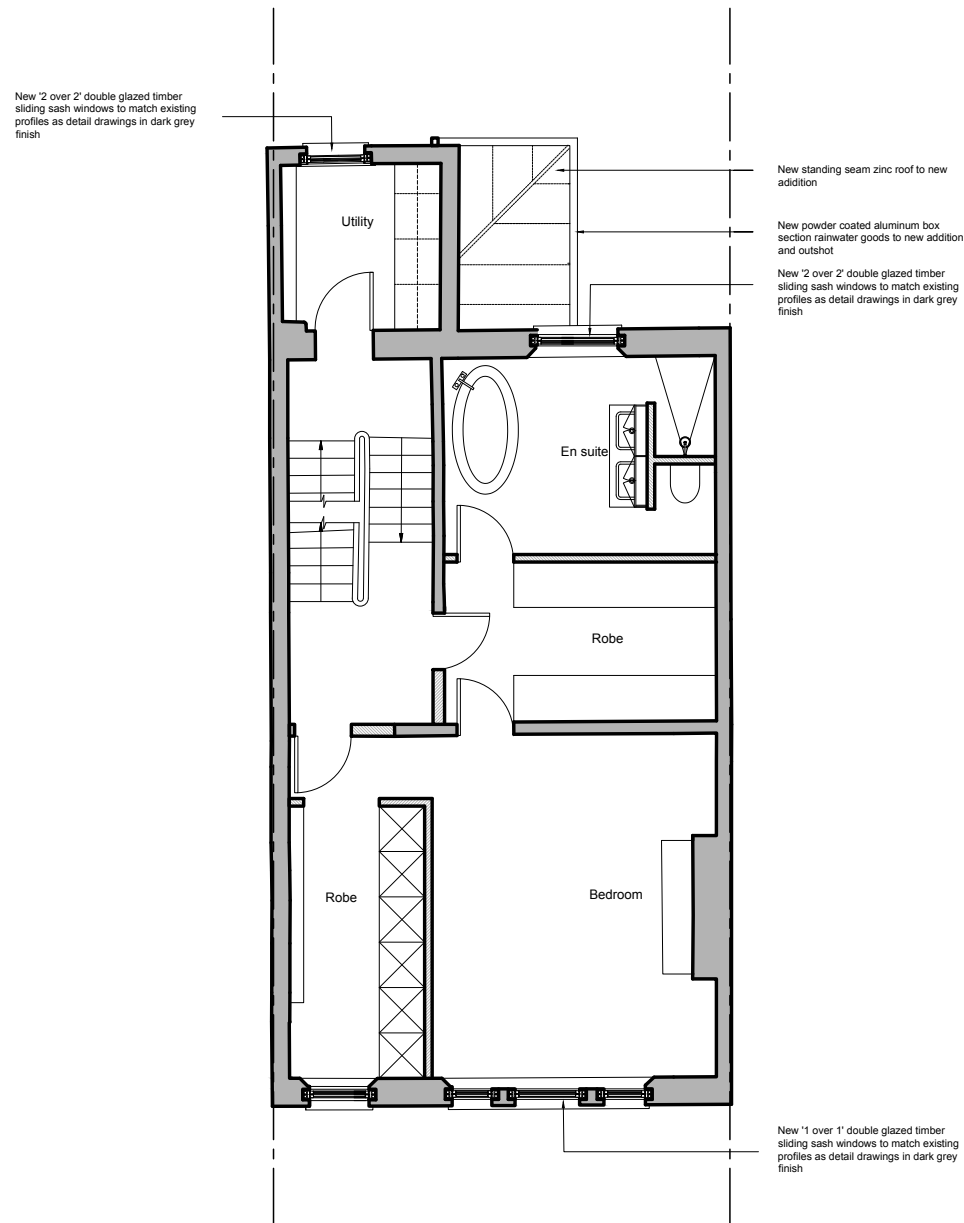 New '2 over 2' double glazed timber
sliding sash windows to match existing
profiles as detail drawings in dark grey
finish
New standing seam zinc roof to new
adidition
New powder coated aluminum box
section rainwater goods to new addition
and outshot
New '2 over 2' double glazed timber
sliding sash windows to match existing
profiles as detail drawings in dark grey
finish
Utility
En suite
Robe
Robe
Bedroom
New '1 over 1' double glazed timber
sliding sash windows to match existing
profiles as detail drawings in dark grey
finish